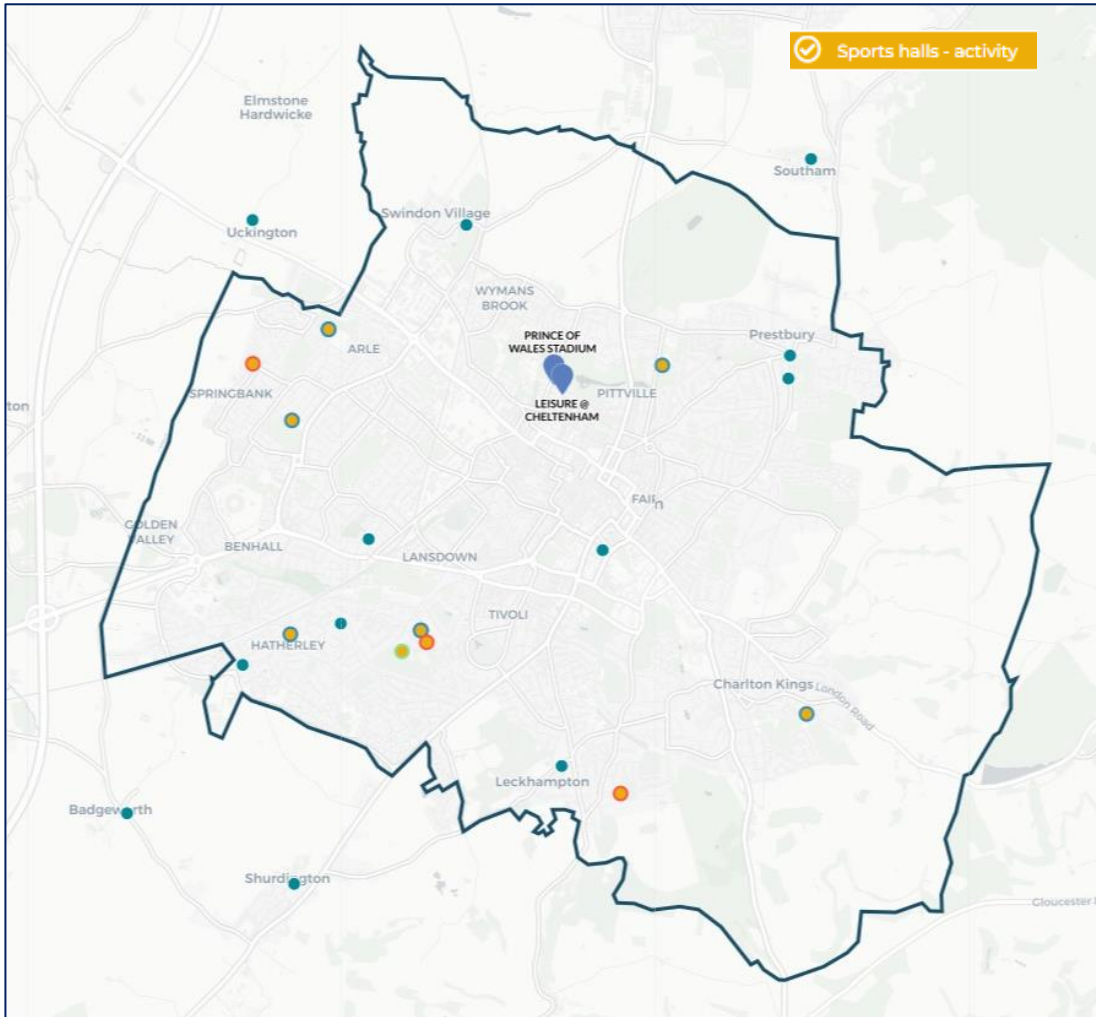 Sports halls - activity
Elmstone
Hardwicke
Southam
Swindon Village
Uckington
WYMANS
BROOK
PRINCE OF
WALES STADIUM
Prestbury
ARLE
SPRINGBANK
PITTVILLE
LEISURE @
CHELTENHAM
ton
GOLDEN
VALLEY
BENHALL
LANSDOWN
TIVOLI
HATHERLEY
Charlton Kings
London Road
Leckhampton
Badgeworth
Shurdington
Gloucester